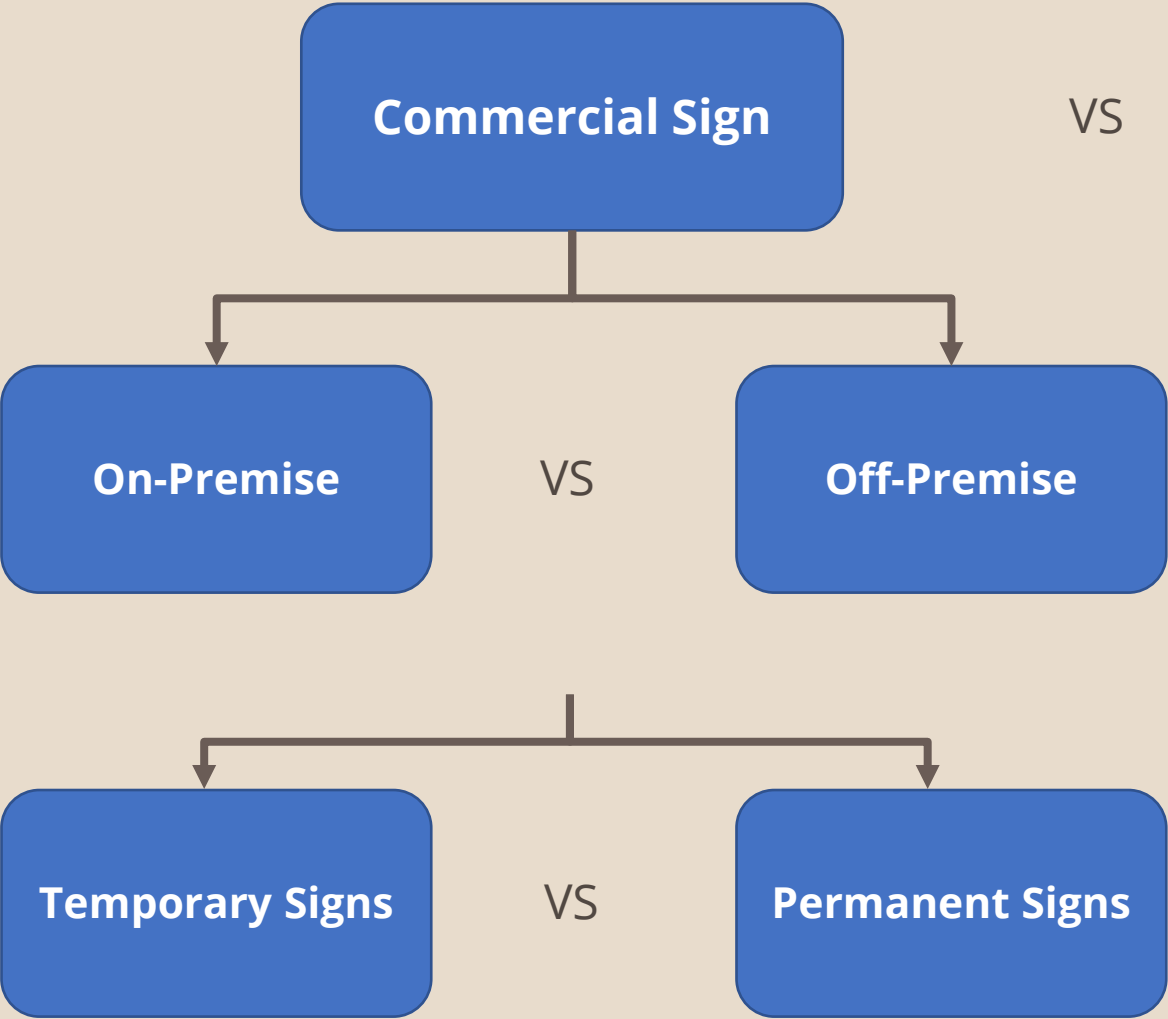 Commercial Sign
VS
On-Premise
VS
Off-Premise
Temporary Signs
VS
Permanent Signs